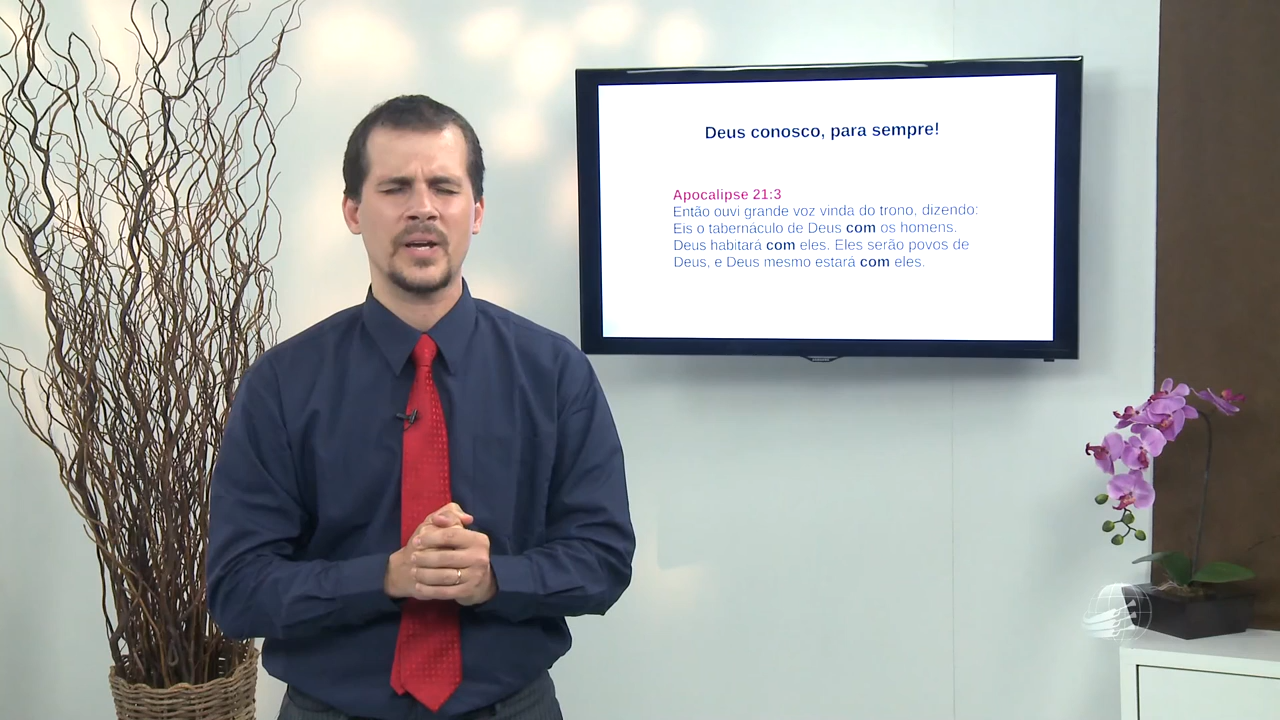 Deus conosco, para sempre!
Apocalipse 21:3
Então ouvi grande voz vinda do trono, dizendo:
Eis o tabernáculo de Deus com os homens.
Deus habitará com eles. Eles serão povos de
Deus, e Deus mesmo estará com eles.